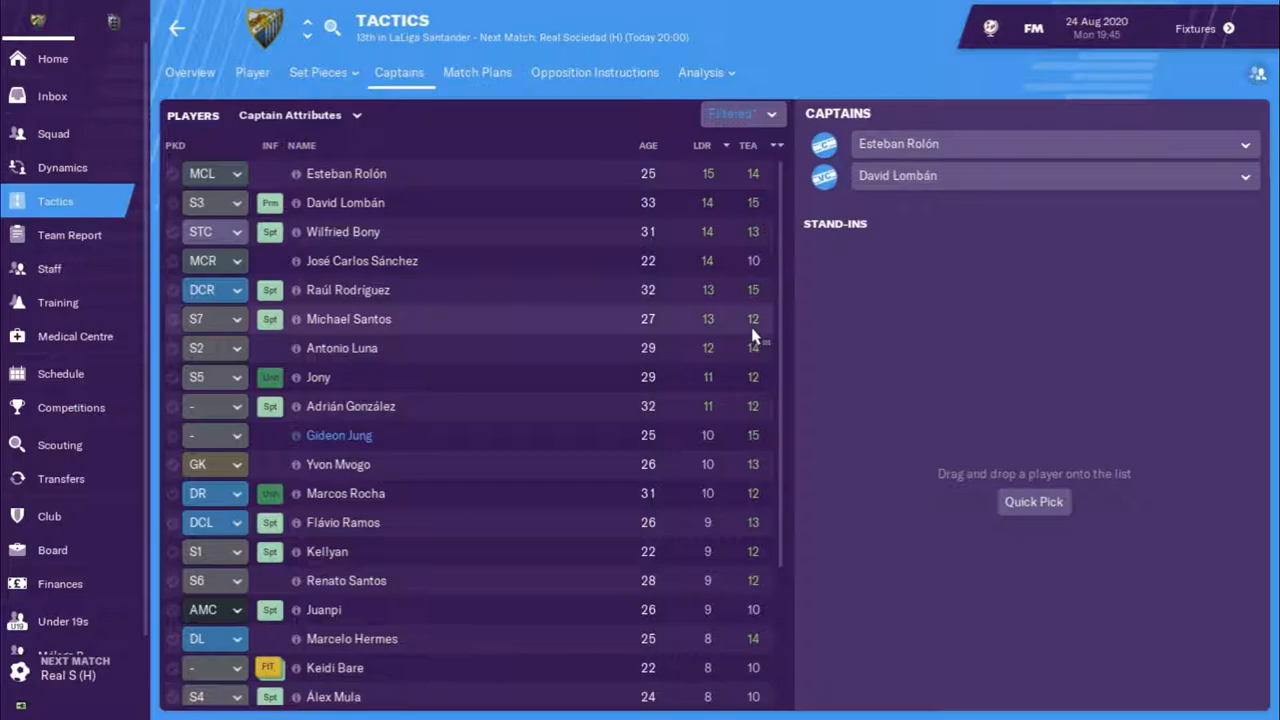 TACTICS
13th in LaLiga Santander - Next Match: Real Sociedad (H) (Today 20:00)
FM
24 Aug 2020
Mon 19:45
Fixtures
Overview Player Set Pieces Captains Match Plans Opposition Instructions Analysis
Home
Inbox
Squad
Dynamics
Tactics
Team Report
Staff
Training
Medical Centre
Schedule
Competitions
Scouting
Transfers
Club
Board
Finances
Under 19s
NEXT MATCH
Real S (H)
PLAYERS Captain Attributes Filtered*
PKD INF NAME AGE LDR TEA
MCL Esteban Rolón 25 15 14
S3 Prm David Lombán 33 14 15
STC Spt Wilfried Bony 31 14 13
MCR José Carlos Sánchez 22 14 10
DCR Spt Raúl Rodríguez 32 13 15
S7 Spt Michael Santos 27 13 12
S2 Antonio Luna 29 12 14
S5 Jony 29 11 12
- Spt Adrián González 32 11 12
- Gideon Jung 25 10 15
GK Yvon Mvogo 26 10 13
DR Marcos Rocha 31 10 12
DCL Spt Flávio Ramos 26 9 13
S1 Spt Kellyan 22 9 12
S6 Renato Santos 28 9 12
AMC Spt Juanpi 26 9 10
DL Marcelo Hermes 25 8 14
- FtT Keidi Bare 22 8 10
S4 Spt Álex Mula 24 8 10
CAPTAINS
C Esteban Rolón
VC David Lombán
STAND-INS
Drag and drop a player onto the list
Quick Pick